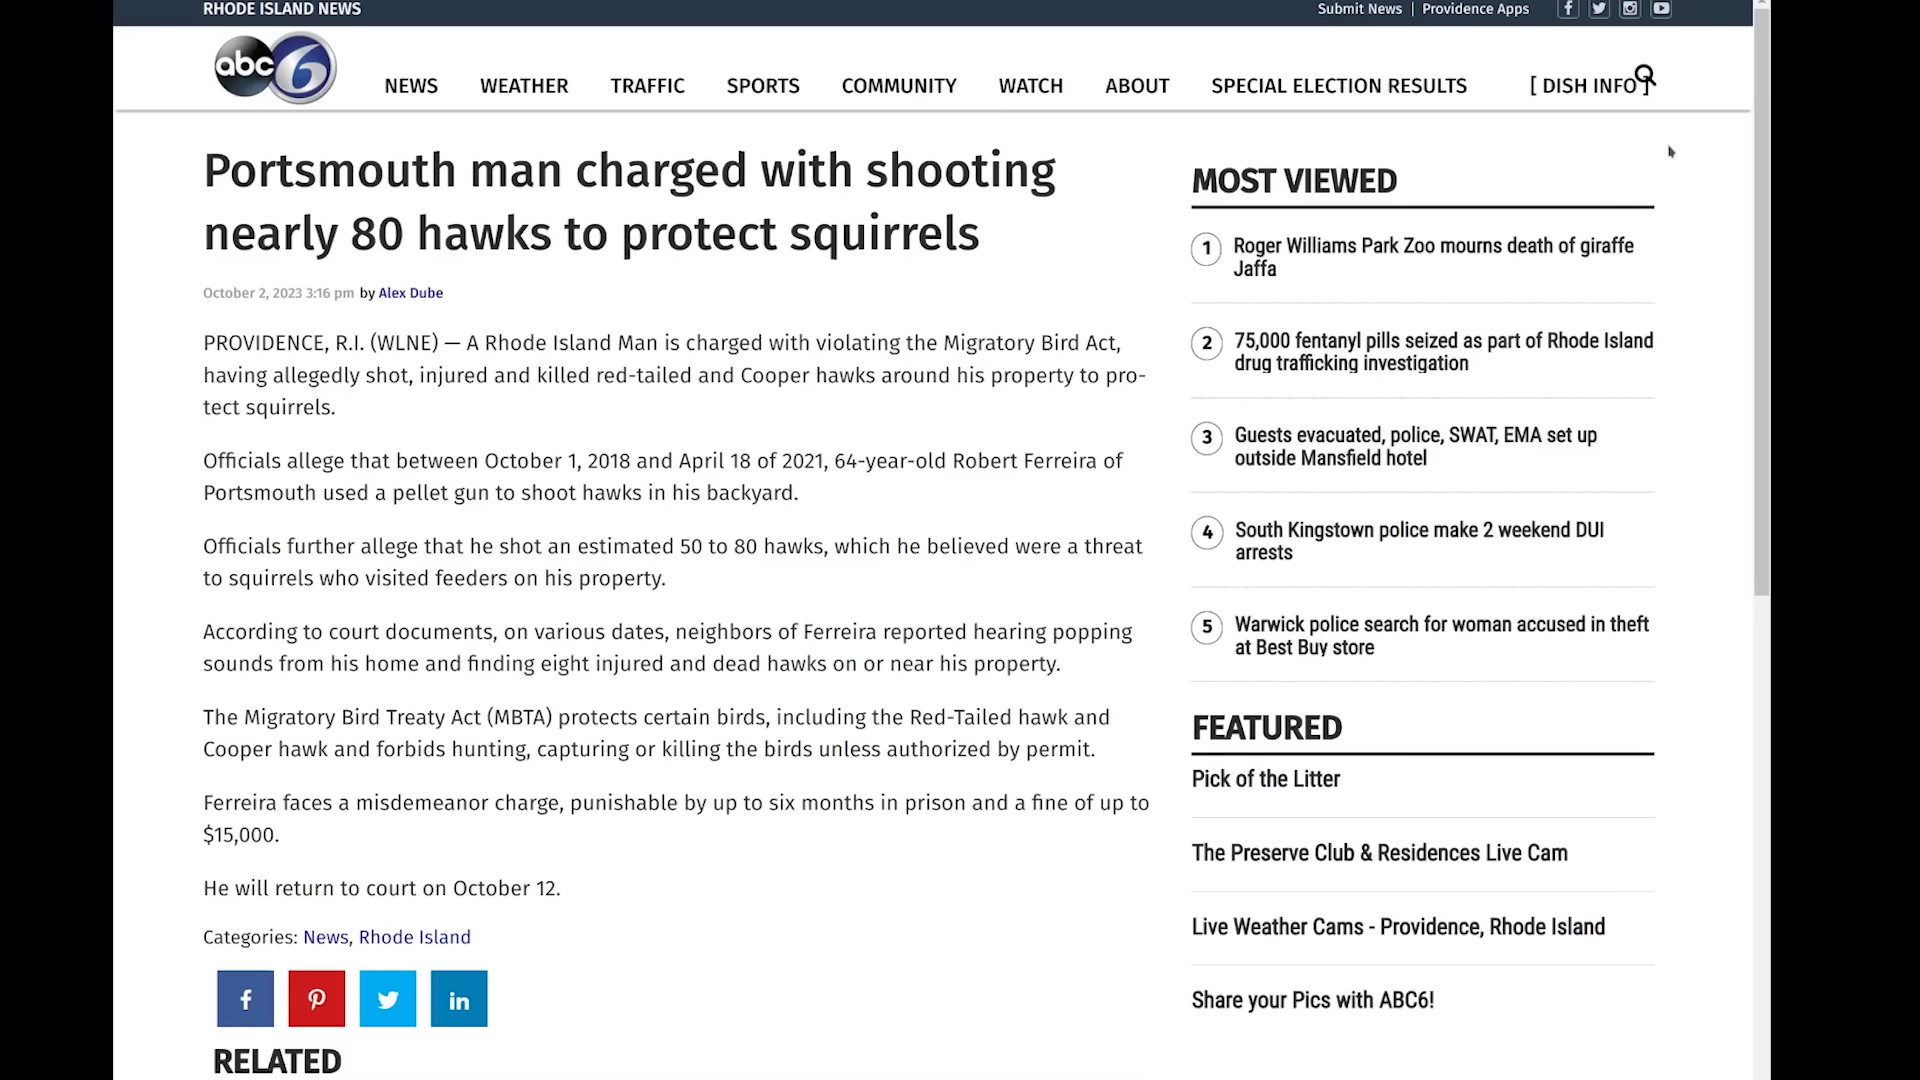 RHODE ISLAND NEWS
Submit News | Providence Apps
abc 6
NEWS WEATHER TRAFFIC SPORTS COMMUNITY WATCH ABOUT SPECIAL ELECTION RESULTS [ DISH INFO ]
Portsmouth man charged with shooting
nearly 80 hawks to protect squirrels
October 2, 2023 3:16 pm by Alex Dube
PROVIDENCE, R.I. (WLNE) — A Rhode Island Man is charged with violating the Migratory Bird Act,
having allegedly shot, injured and killed red-tailed and Cooper hawks around his property to pro-
tect squirrels.
Officials allege that between October 1, 2018 and April 18 of 2021, 64-year-old Robert Ferreira of
Portsmouth used a pellet gun to shoot hawks in his backyard.
Officials further allege that he shot an estimated 50 to 80 hawks, which he believed were a threat
to squirrels who visited feeders on his property.
According to court documents, on various dates, neighbors of Ferreira reported hearing popping
sounds from his home and finding eight injured and dead hawks on or near his property.
The Migratory Bird Treaty Act (MBTA) protects certain birds, including the Red-Tailed hawk and
Cooper hawk and forbids hunting, capturing or killing the birds unless authorized by permit.
Ferreira faces a misdemeanor charge, punishable by up to six months in prison and a fine of up to
$15,000.
He will return to court on October 12.
Categories: News, Rhode Island
RELATED
MOST VIEWED
1 Roger Williams Park Zoo mourns death of giraffe
Jaffa
2 75,000 fentanyl pills seized as part of Rhode Island
drug trafficking investigation
3 Guests evacuated, police, SWAT, EMA set up
outside Mansfield hotel
4 South Kingstown police make 2 weekend DUI
arrests
5 Warwick police search for woman accused in theft
at Best Buy store
FEATURED
Pick of the Litter
The Preserve Club & Residences Live Cam
Live Weather Cams - Providence, Rhode Island
Share your Pics with ABC6!